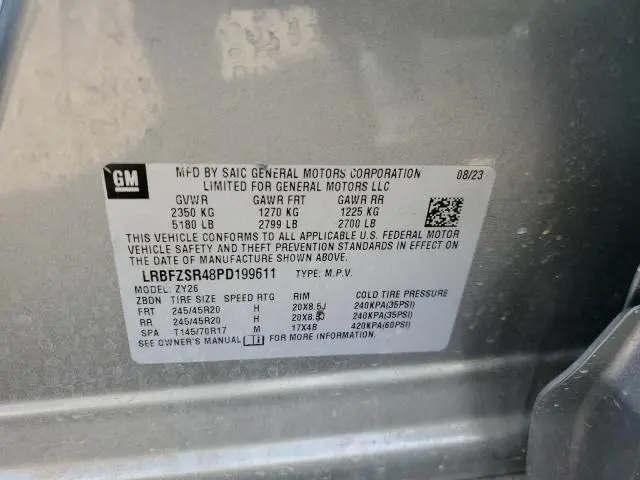 GM
MFD BY SAIC GENERAL MOTORS CORPORATION 08/23
LIMITED FOR GENERAL MOTORS LLC
GVWR GAWR FRT GAWR RR
2350 KG 1270 KG 1225 KG
5180 LB 2799 LB 2700 LB
THIS VEHICLE CONFORMS TO ALL APPLICABLE U.S. FEDERAL MOTOR
VEHICLE SAFETY AND THEFT PREVENTION STANDARDS IN EFFECT ON
THE DATE OF MANUFACTURE SHOWN ABOVE.
LRBFZSR48PD199611 TYPE: M.P.V.
MODEL: ZY26
ZBDN TIRE SIZE SPEED RTG RIM COLD TIRE PRESSURE
FRT 245/45R20 H 20X8.5J 240KPA(35PSI)
RR 245/45R20 H 20X8.5J 240KPA(35PSI)
SPA T145/70R17 M 17X4B 420KPA(60PSI)
SEE OWNER'S MANUAL i FOR MORE INFORMATION.